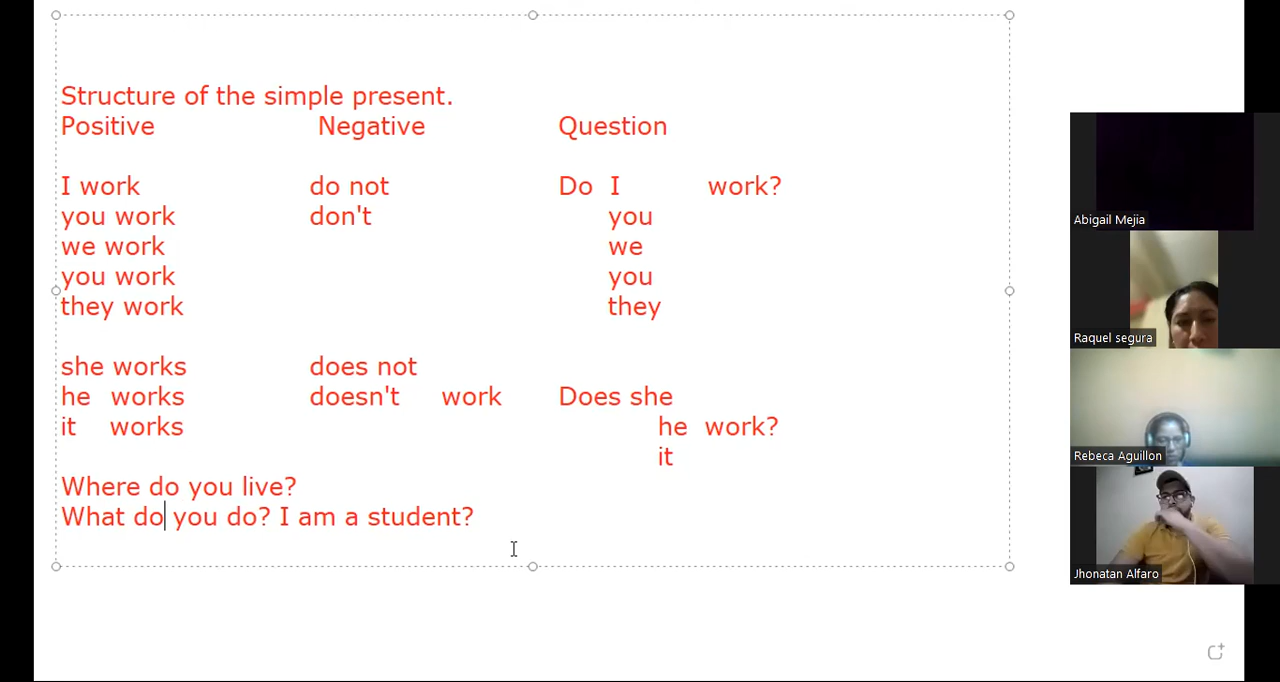 Structure of the simple present.
Positive Negative Question
I work do not Do I work?
you work don't you
we work we
you work you
they work they
she works does not
he works doesn't work Does she
it works he work?
it
Where do you live?
What do you do? I am a student?
Abigail Mejia
Raquel segura
Rebeca Aguillon
Jhonatan Alfaro